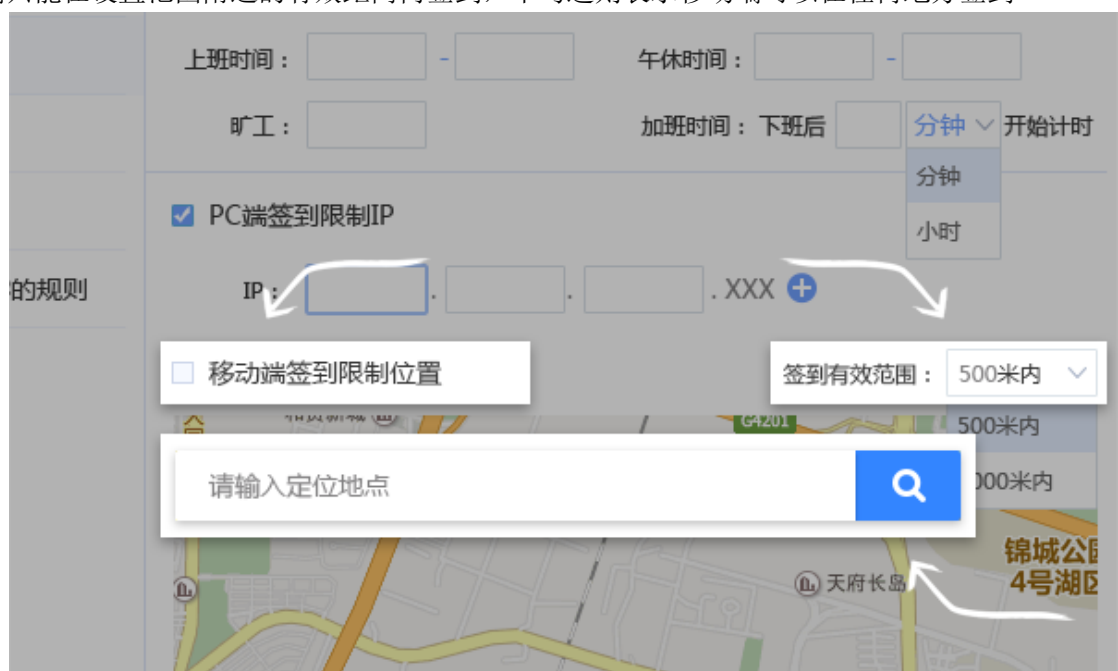 上班时间： - 午休时间： -
旷工： 加班时间：下班后 分钟 开始计时
分钟
小时
PC端签到限制IP
的规则
IP： . . . XXX
移动端签到限制位置
签到有效范围： 500米内
G4201
500米内
请输入定位地点
000米内
锦城公
4号湖区
天府长岛